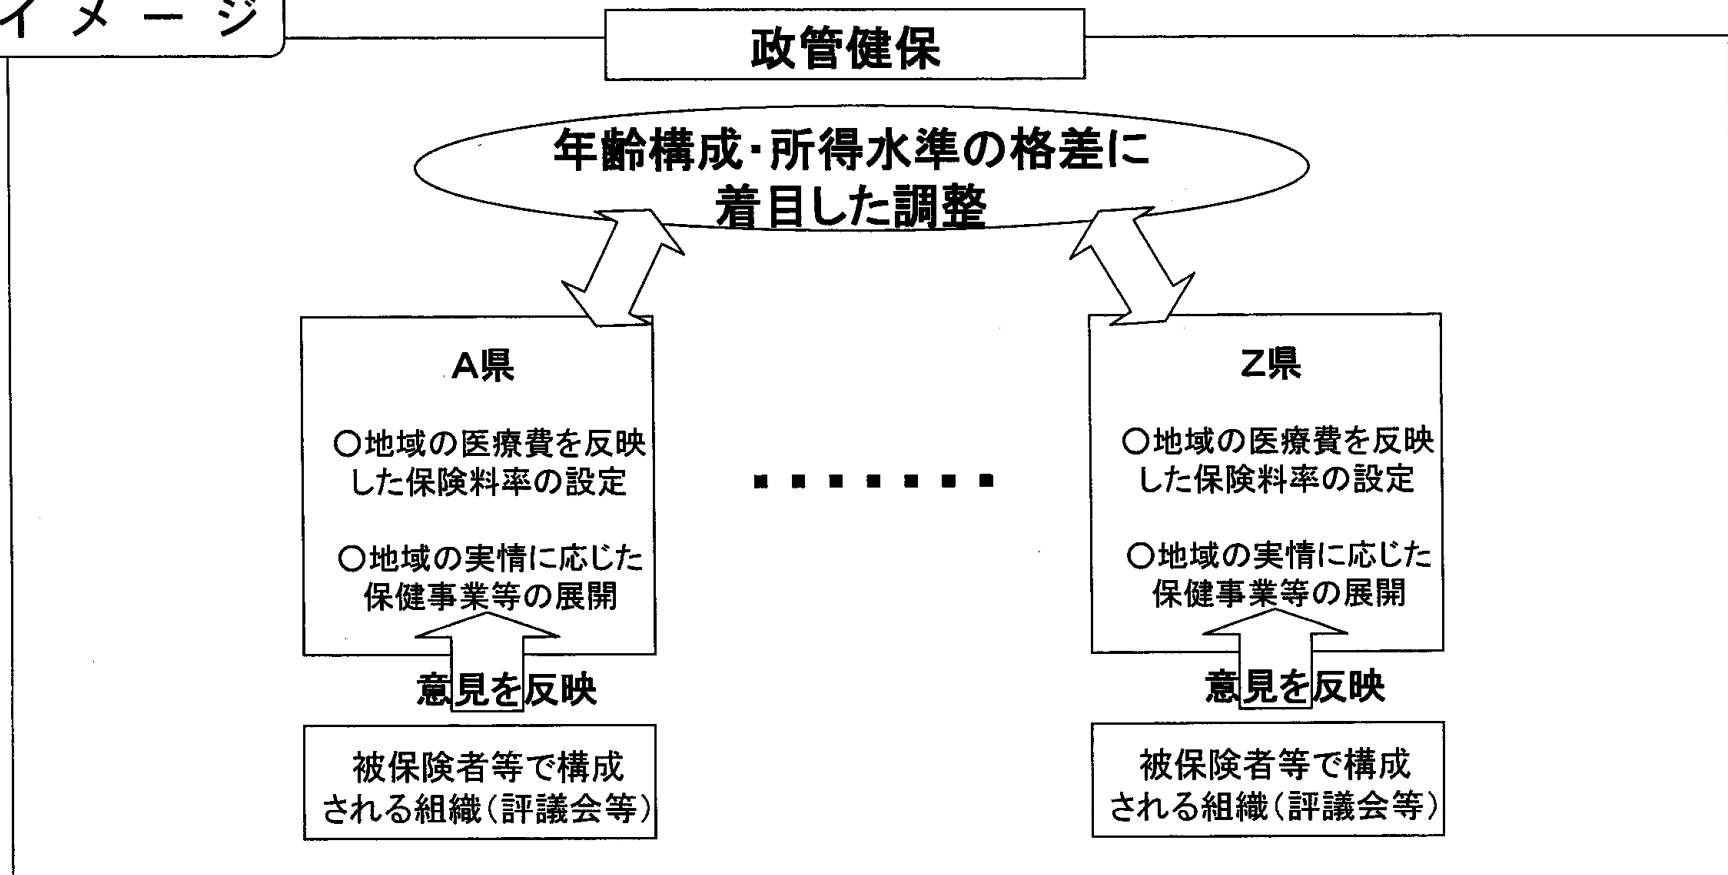 イメージ
政管健保
年齢構成・所得水準の格差に
着目した調整
A県
○地域の医療費を反映
した保険料率の設定
○地域の実情に応じた
保健事業等の展開
意見を反映
被保険者等で構成
される組織(評議会等)
・・・・・・・
Z県
○地域の医療費を反映
した保険料率の設定
○地域の実情に応じた
保健事業等の展開
意見を反映
被保険者等で構成
される組織(評議会等)